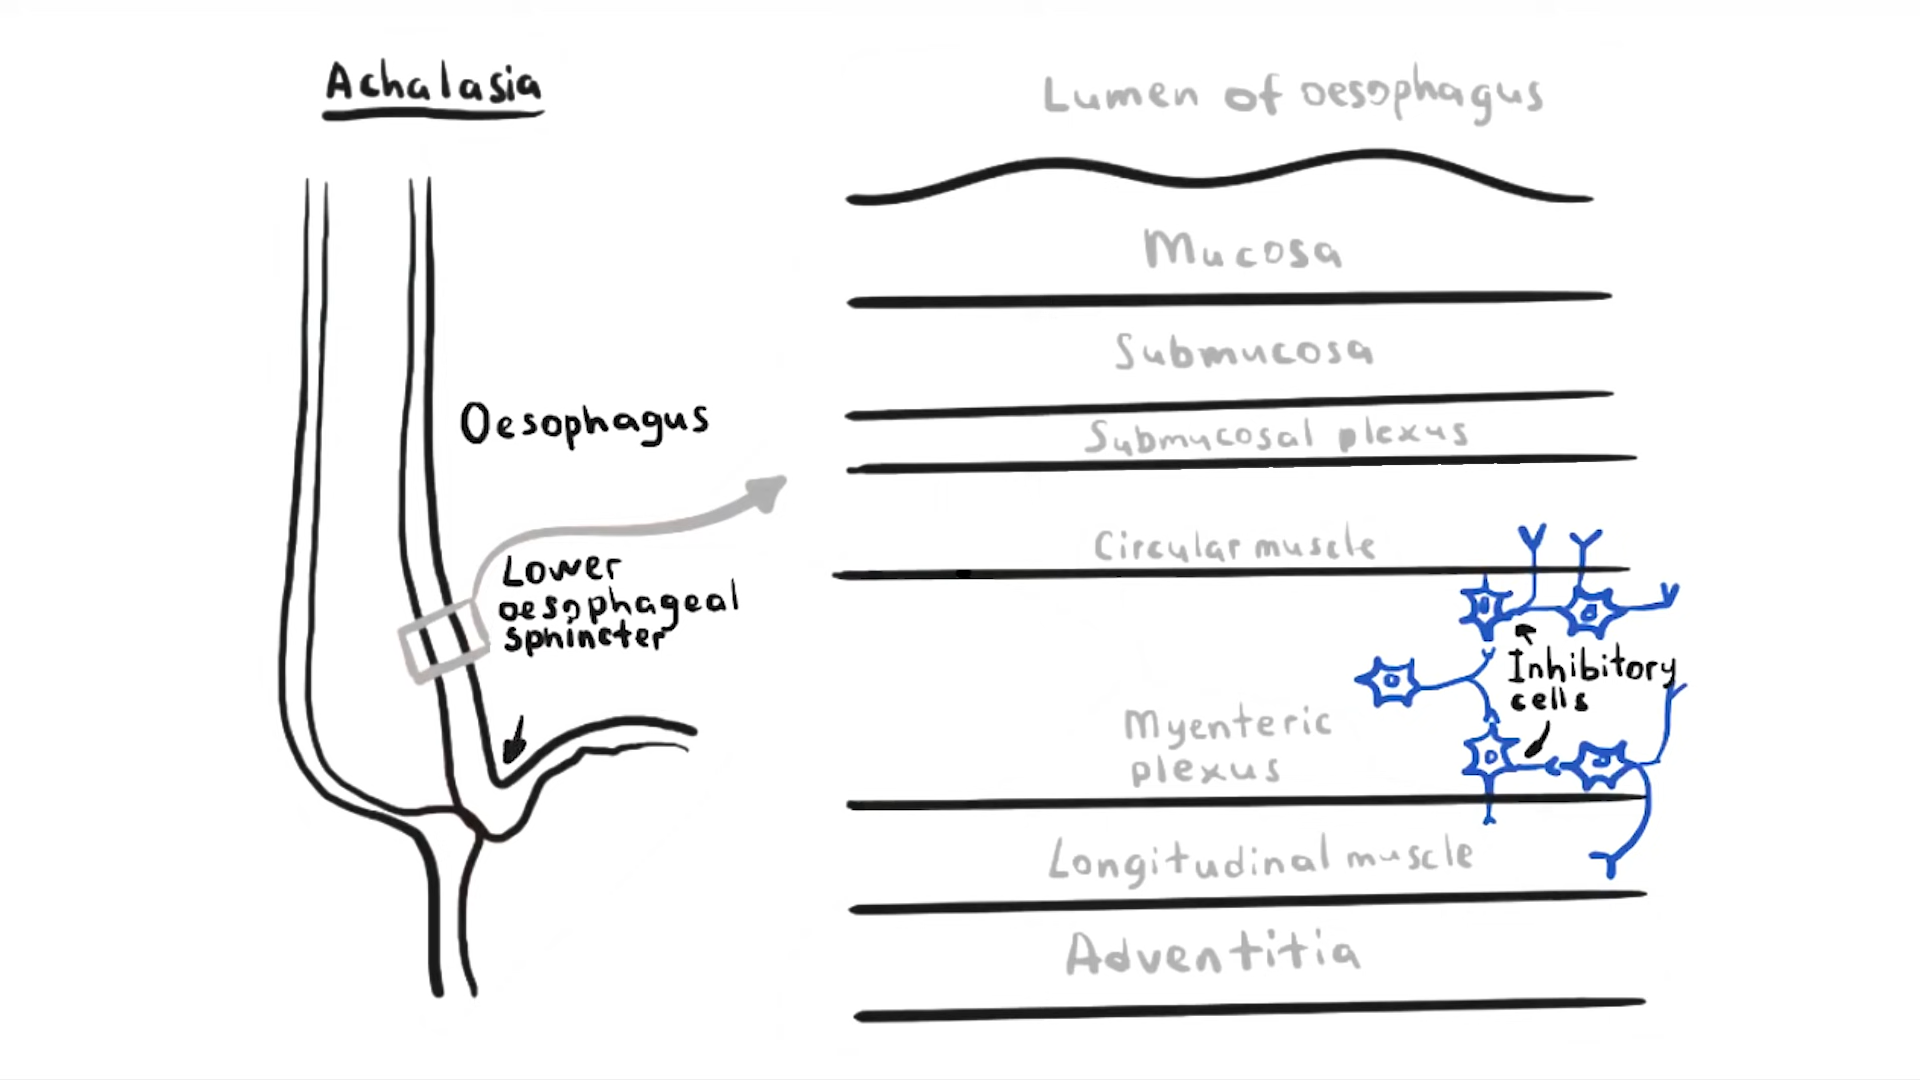 Achalasia
Oesophagus
Lower
oesophageal
sphincter
Lumen of oesophagus
Mucosa
Submucosa
Submucosal plexus
Circular muscle
Inhibitory
cells
Myenteric
plexus
Longitudinal muscle
Adventitia